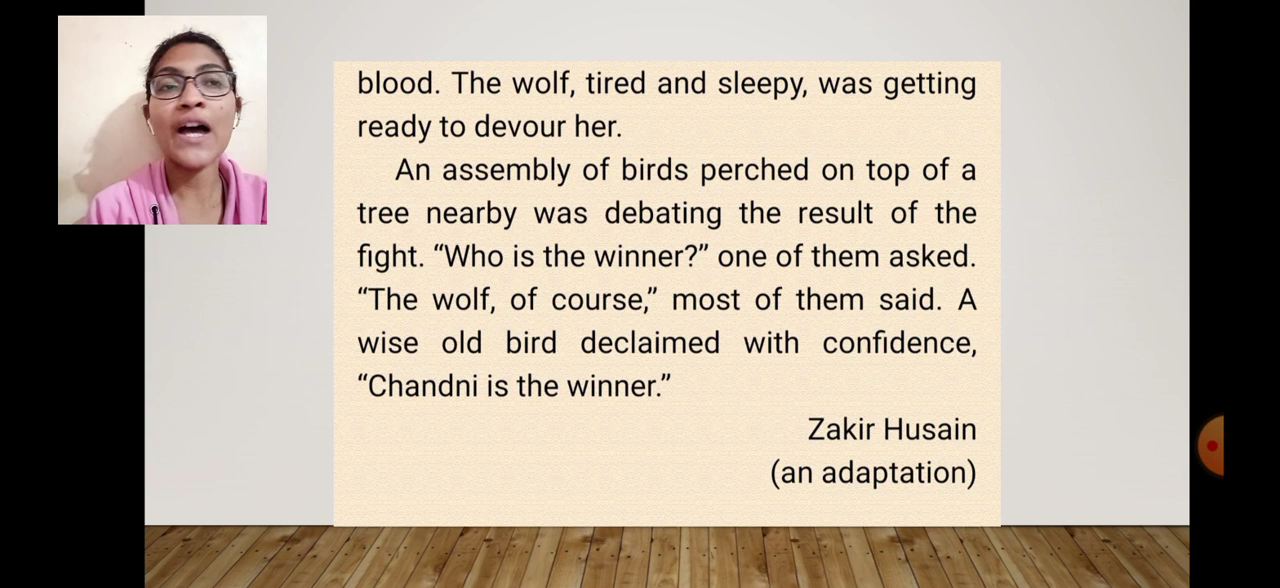 blood. The wolf, tired and sleepy, was getting
ready to devour her.
An assembly of birds perched on top of a
tree nearby was debating the result of the
fight. “Who is the winner?” one of them asked.
“The wolf, of course,” most of them said. A
wise old bird declaimed with confidence,
“Chandni is the winner.”
Zakir Husain
(an adaptation)